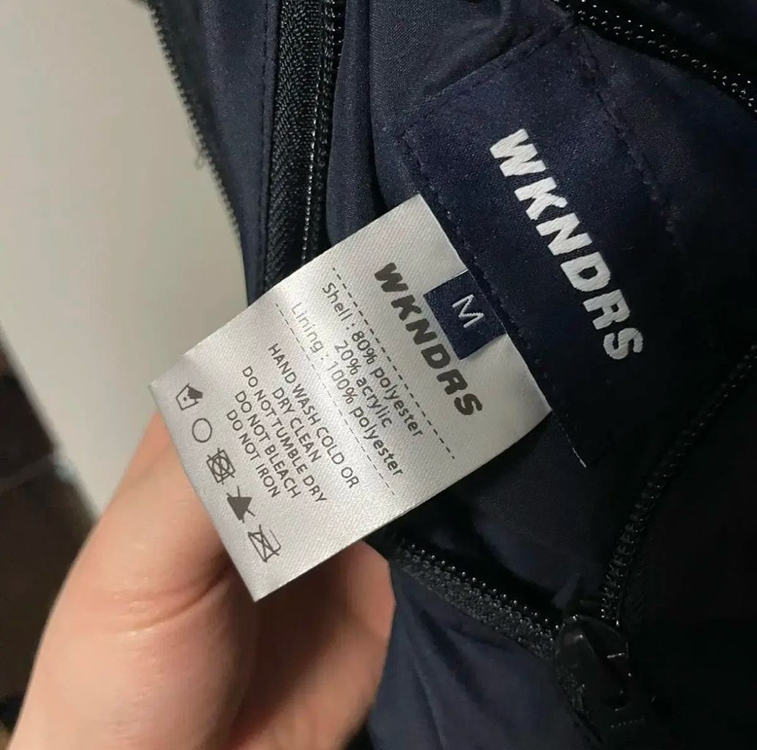 WKNDRS
M
WKNDRS
Shell : 80% polyester
20% acrylic
Lining : 100% polyester
HAND WASH COLD OR
DRY CLEAN
DO NOT TUMBLE DRY
DO NOT BLEACH
DO NOT IRON